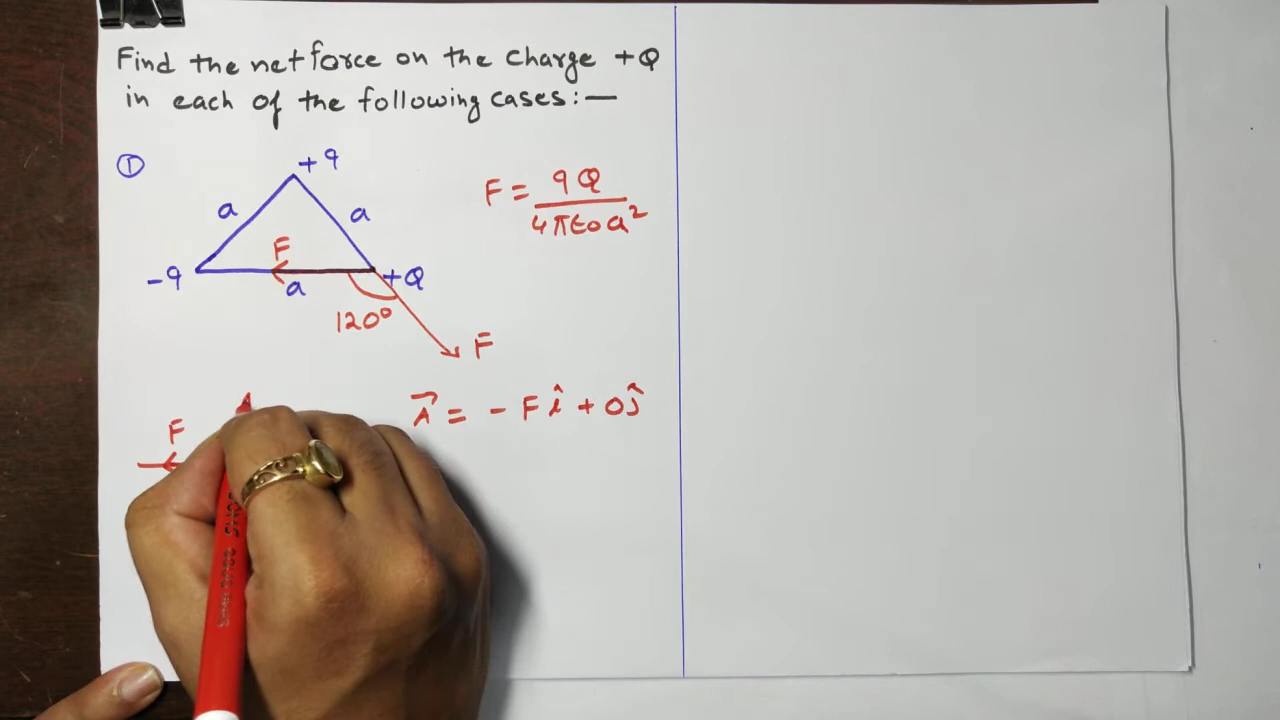 Find the net force on the charge +Q
in each of the following cases:—
①
+q
a
a
F = qQ / 4πε₀a²
F
-q
+Q
a
120°
F
F
A⃗ = - F î + 0ĵ